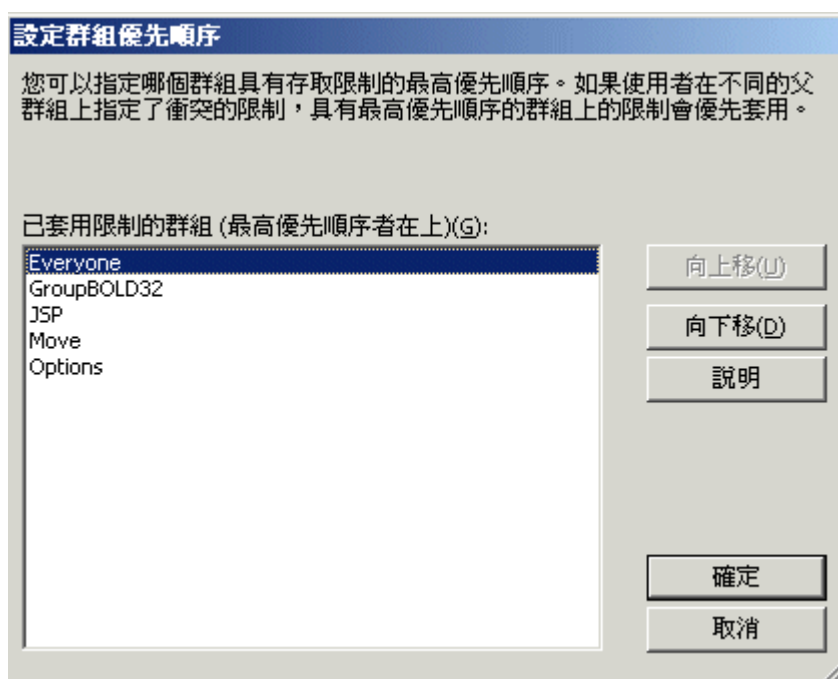 設定群組優先順序
您可以指定哪個群組具有存取限制的最高優先順序。如果使用者在不同的父
群組上指定了衝突的限制，具有最高優先順序的群組上的限制會優先套用。
已套用限制的群組 (最高優先順序者在上)(G):
Everyone
GroupBOLD32
JSP
Move
Options
向上移(U)
向下移(D)
說明
確定
取消